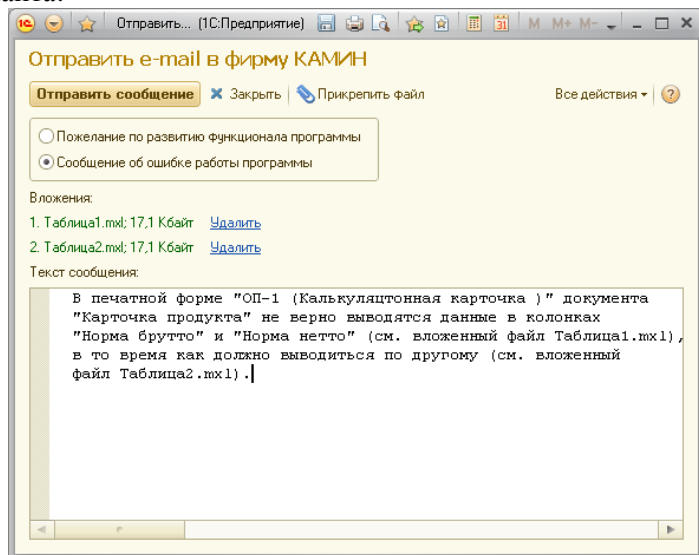 Отправить... (1С:Предприятие) M M+ M-
Отправить e-mail в фирму КАМИН
Отправить сообщение Закрыть Прикрепить файл Все действия
Пожелание по развитию функционала программы
Сообщение об ошибке работы программы
Вложения:
1. Таблица1.mxl; 17,1 Кбайт Удалить
2. Таблица2.mxl; 17,1 Кбайт Удалить
Текст сообщения:
В печатной форме "ОП-1 (Калькуляцтонная карточка )" документа
"Карточка продукта" не верно выводятся данные в колонках
"Норма брутто" и "Норма нетто" (см. вложенный файл Таблица1.mxl),
в то время как должно выводиться по другому (см. вложенный
файл Таблица2.mxl).